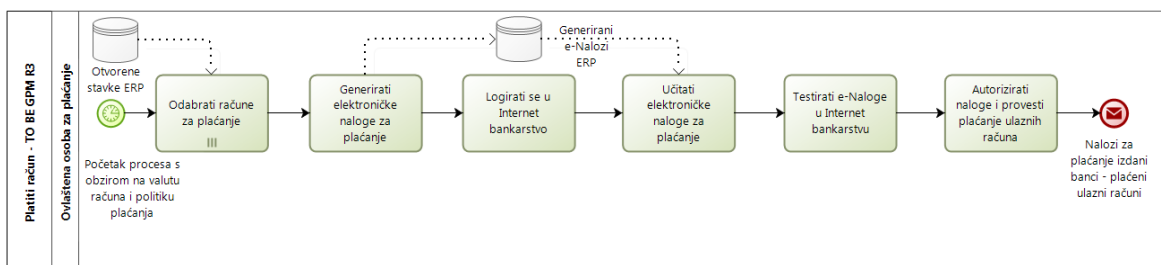 Platiti račun - TO BE GPM R3
Ovlaštena osoba za plaćanje
Otvorene
stavke ERP
Početak procesa s
obzirom na valutu
računa i politiku
plaćanja
Odabrati račune
za plaćanje
Generirati
elektroničke
naloge za
plaćanje
Logirati se u
Internet
bankarstvo
Generirani
e-Nalozi
ERP
Učitati
elektroničke
naloge za
plaćanje
Testirati e-Naloge
u Internet
bankarstvu
Autorizirati
naloge i provesti
plaćanje ulaznih
računa
Nalozi za
plaćanje izdani
banci - plaćeni
ulazni računi